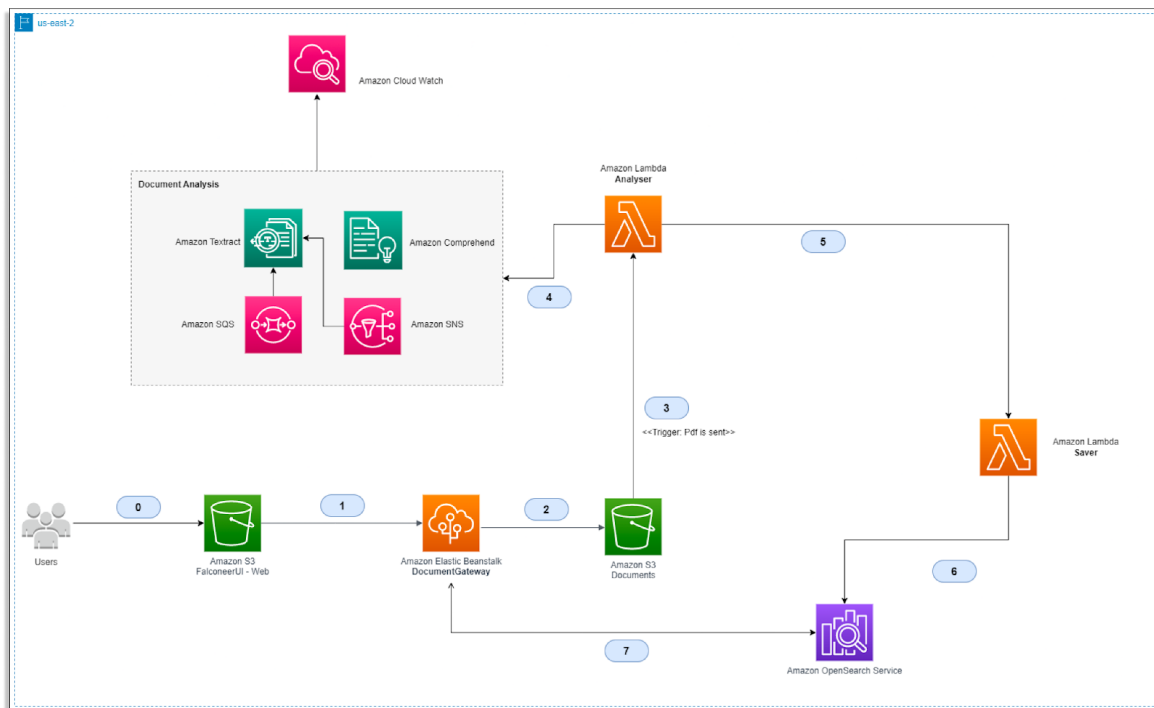 us-east-2
Amazon Cloud Watch
Document Analysis
Amazon Textract
Amazon Comprehend
Amazon SQS
Amazon SNS
Amazon Lambda
Analyser
4
5
3
<<Trigger: Pdf is sent>>
Amazon Lambda
Saver
Users
0
Amazon S3
FalconeerUI - Web
1
Amazon Elastic Beanstalk
DocumentGateway
2
Amazon S3
Documents
6
7
Amazon OpenSearch Service